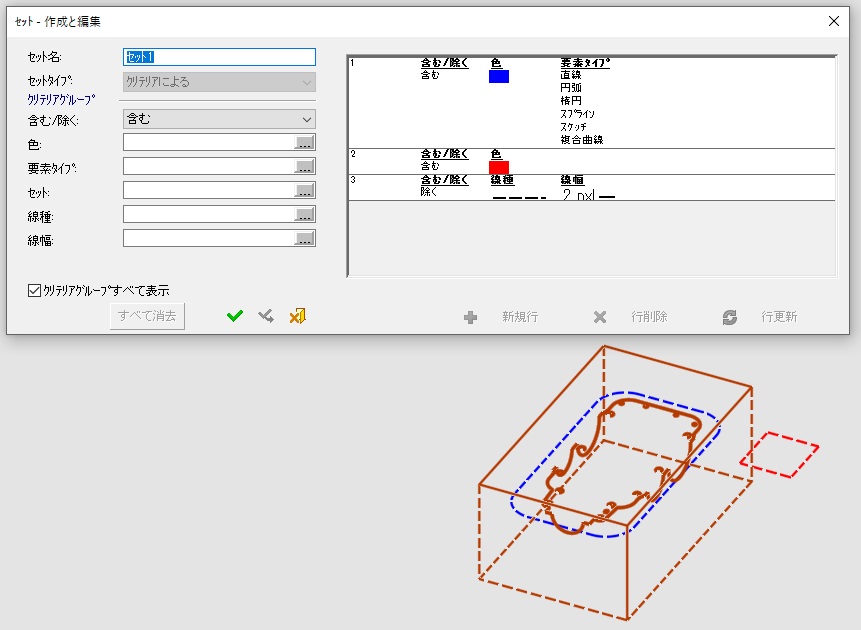 セット - 作成と編集
セット名:
セット1
セットタイプ:
クリテリアによる
クリテリアグループ
含む/除く:
含む
色:
...
要素タイプ:
...
セット:
...
線種:
...
線幅:
...
クリテリアグループすべて表示
すべて消去
1 含む/除く 色 要素タイプ
含む 直線
円弧
楕円
スプライン
スケッチ
複合曲線
2 含む/除く 色
含む
3 含む/除く 線種 線幅
除く 2 pxl
新規行 行削除 行更新